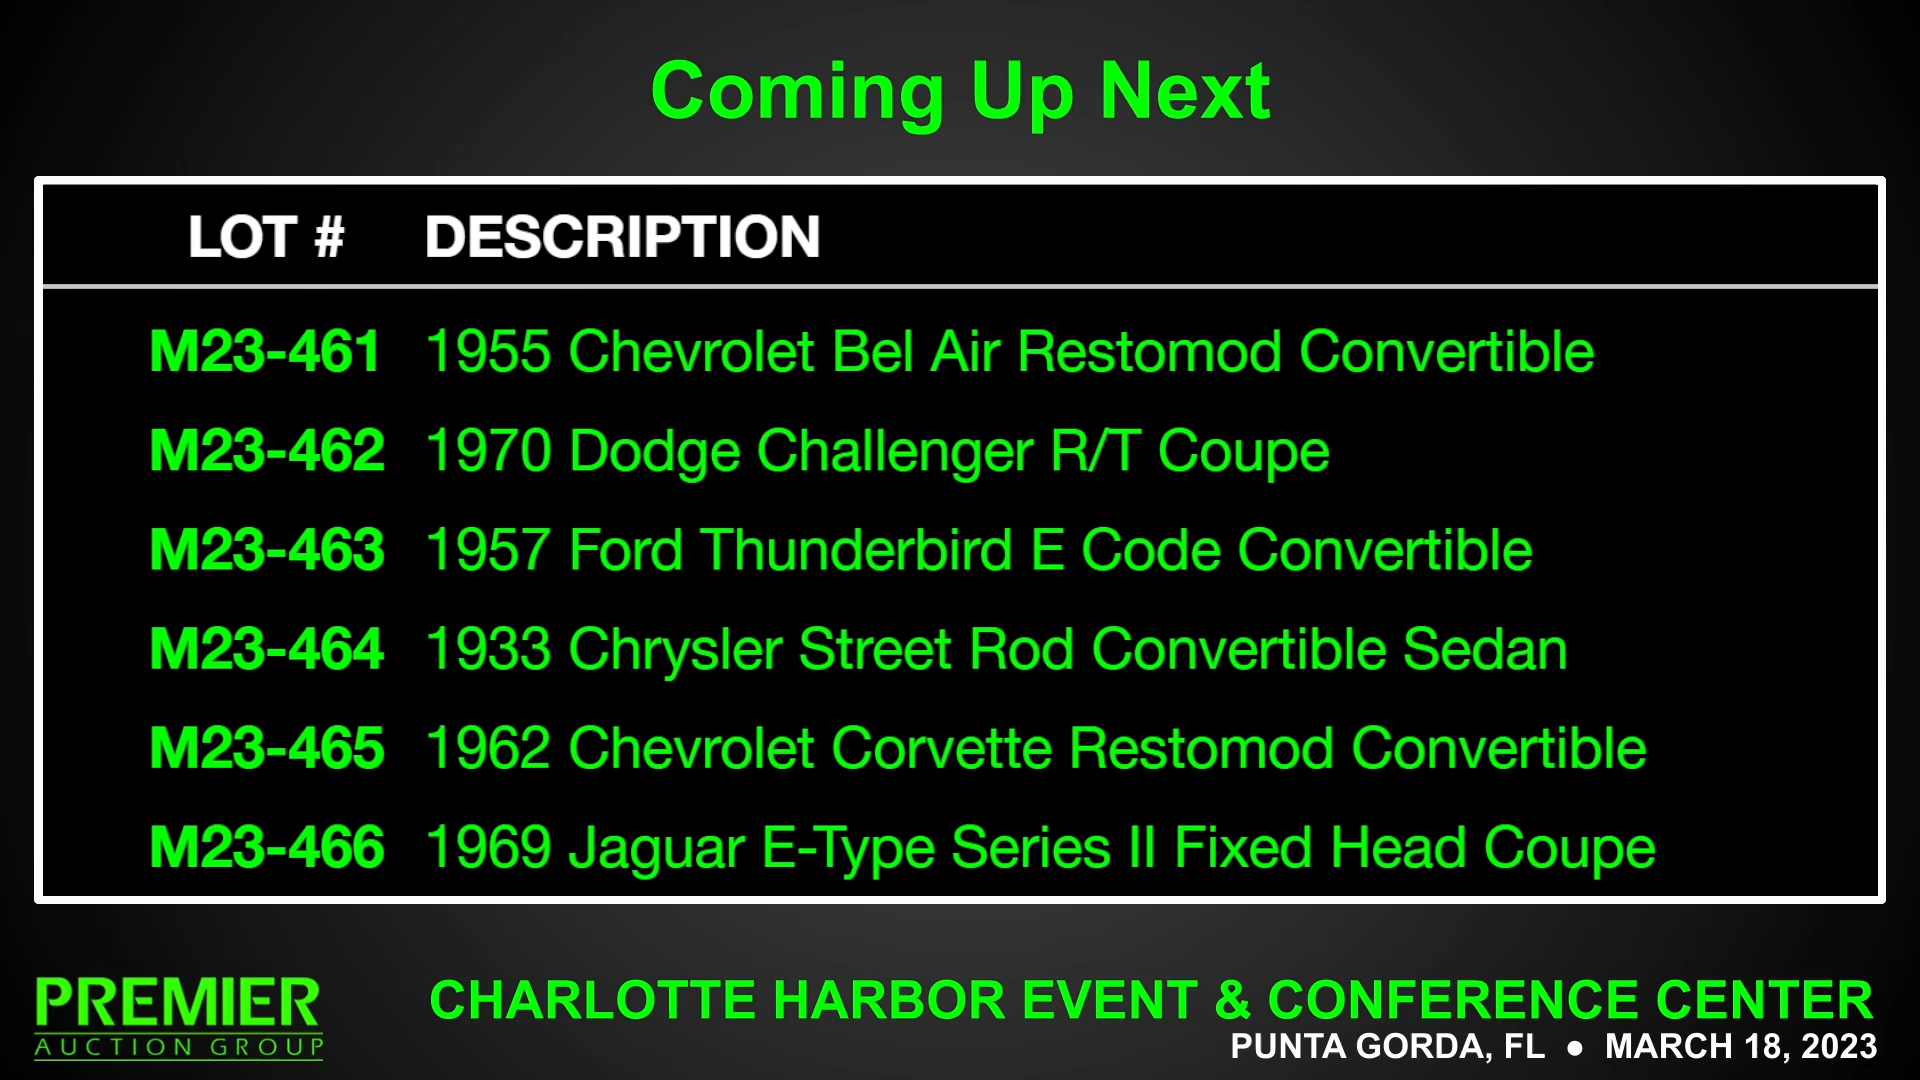 Coming Up Next
LOT # DESCRIPTION
M23-461 1955 Chevrolet Bel Air Restomod Convertible
M23-462 1970 Dodge Challenger R/T Coupe
M23-463 1957 Ford Thunderbird E Code Convertible
M23-464 1933 Chrysler Street Rod Convertible Sedan
M23-465 1962 Chevrolet Corvette Restomod Convertible
M23-466 1969 Jaguar E-Type Series II Fixed Head Coupe
PREMIER
AUCTION GROUP
CHARLOTTE HARBOR EVENT & CONFERENCE CENTER
PUNTA GORDA, FL ● MARCH 18, 2023